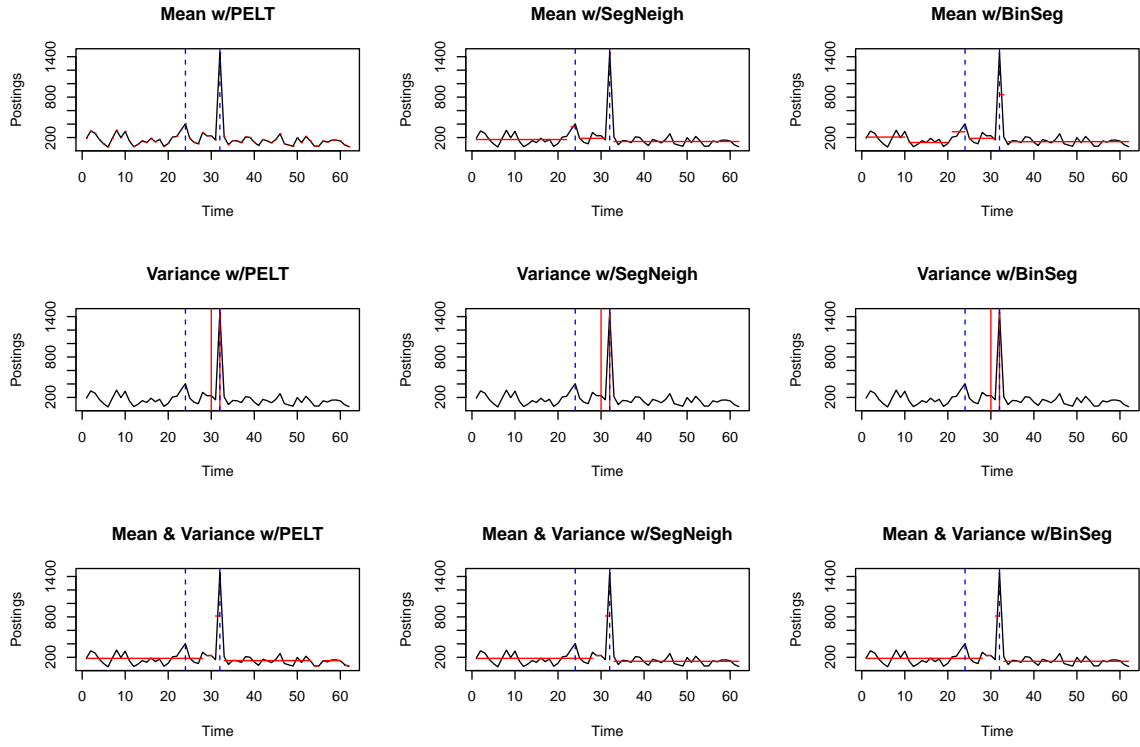 Mean w/PELT
Postings
200 800 1400
0 10 20 30 40 50 60
Time
Mean w/SegNeigh
Postings
200 800 1400
0 10 20 30 40 50 60
Time
Mean w/BinSeg
Postings
200 800 1400
0 10 20 30 40 50 60
Time
Variance w/PELT
Postings
200 800 1400
0 10 20 30 40 50 60
Time
Variance w/SegNeigh
Postings
200 800 1400
0 10 20 30 40 50 60
Time
Variance w/BinSeg
Postings
200 800 1400
0 10 20 30 40 50 60
Time
Mean & Variance w/PELT
Postings
200 800 1400
0 10 20 30 40 50 60
Time
Mean & Variance w/SegNeigh
Postings
200 800 1400
0 10 20 30 40 50 60
Time
Mean & Variance w/BinSeg
Postings
200 800 1400
0 10 20 30 40 50 60
Time